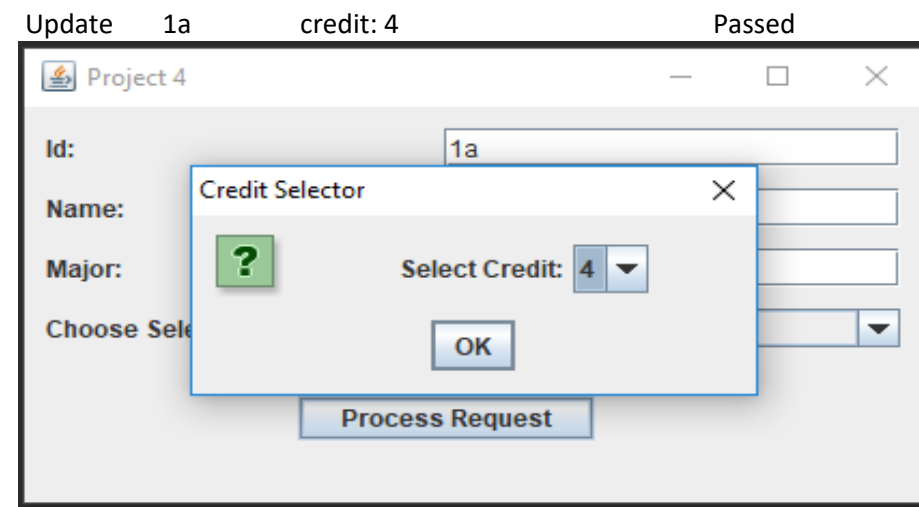 Update 1a credit: 4 Passed
Project 4
Id: 1a
Credit Selector
Name:
? Select Credit: 4
Major:
Choose Sele
OK
Process Request